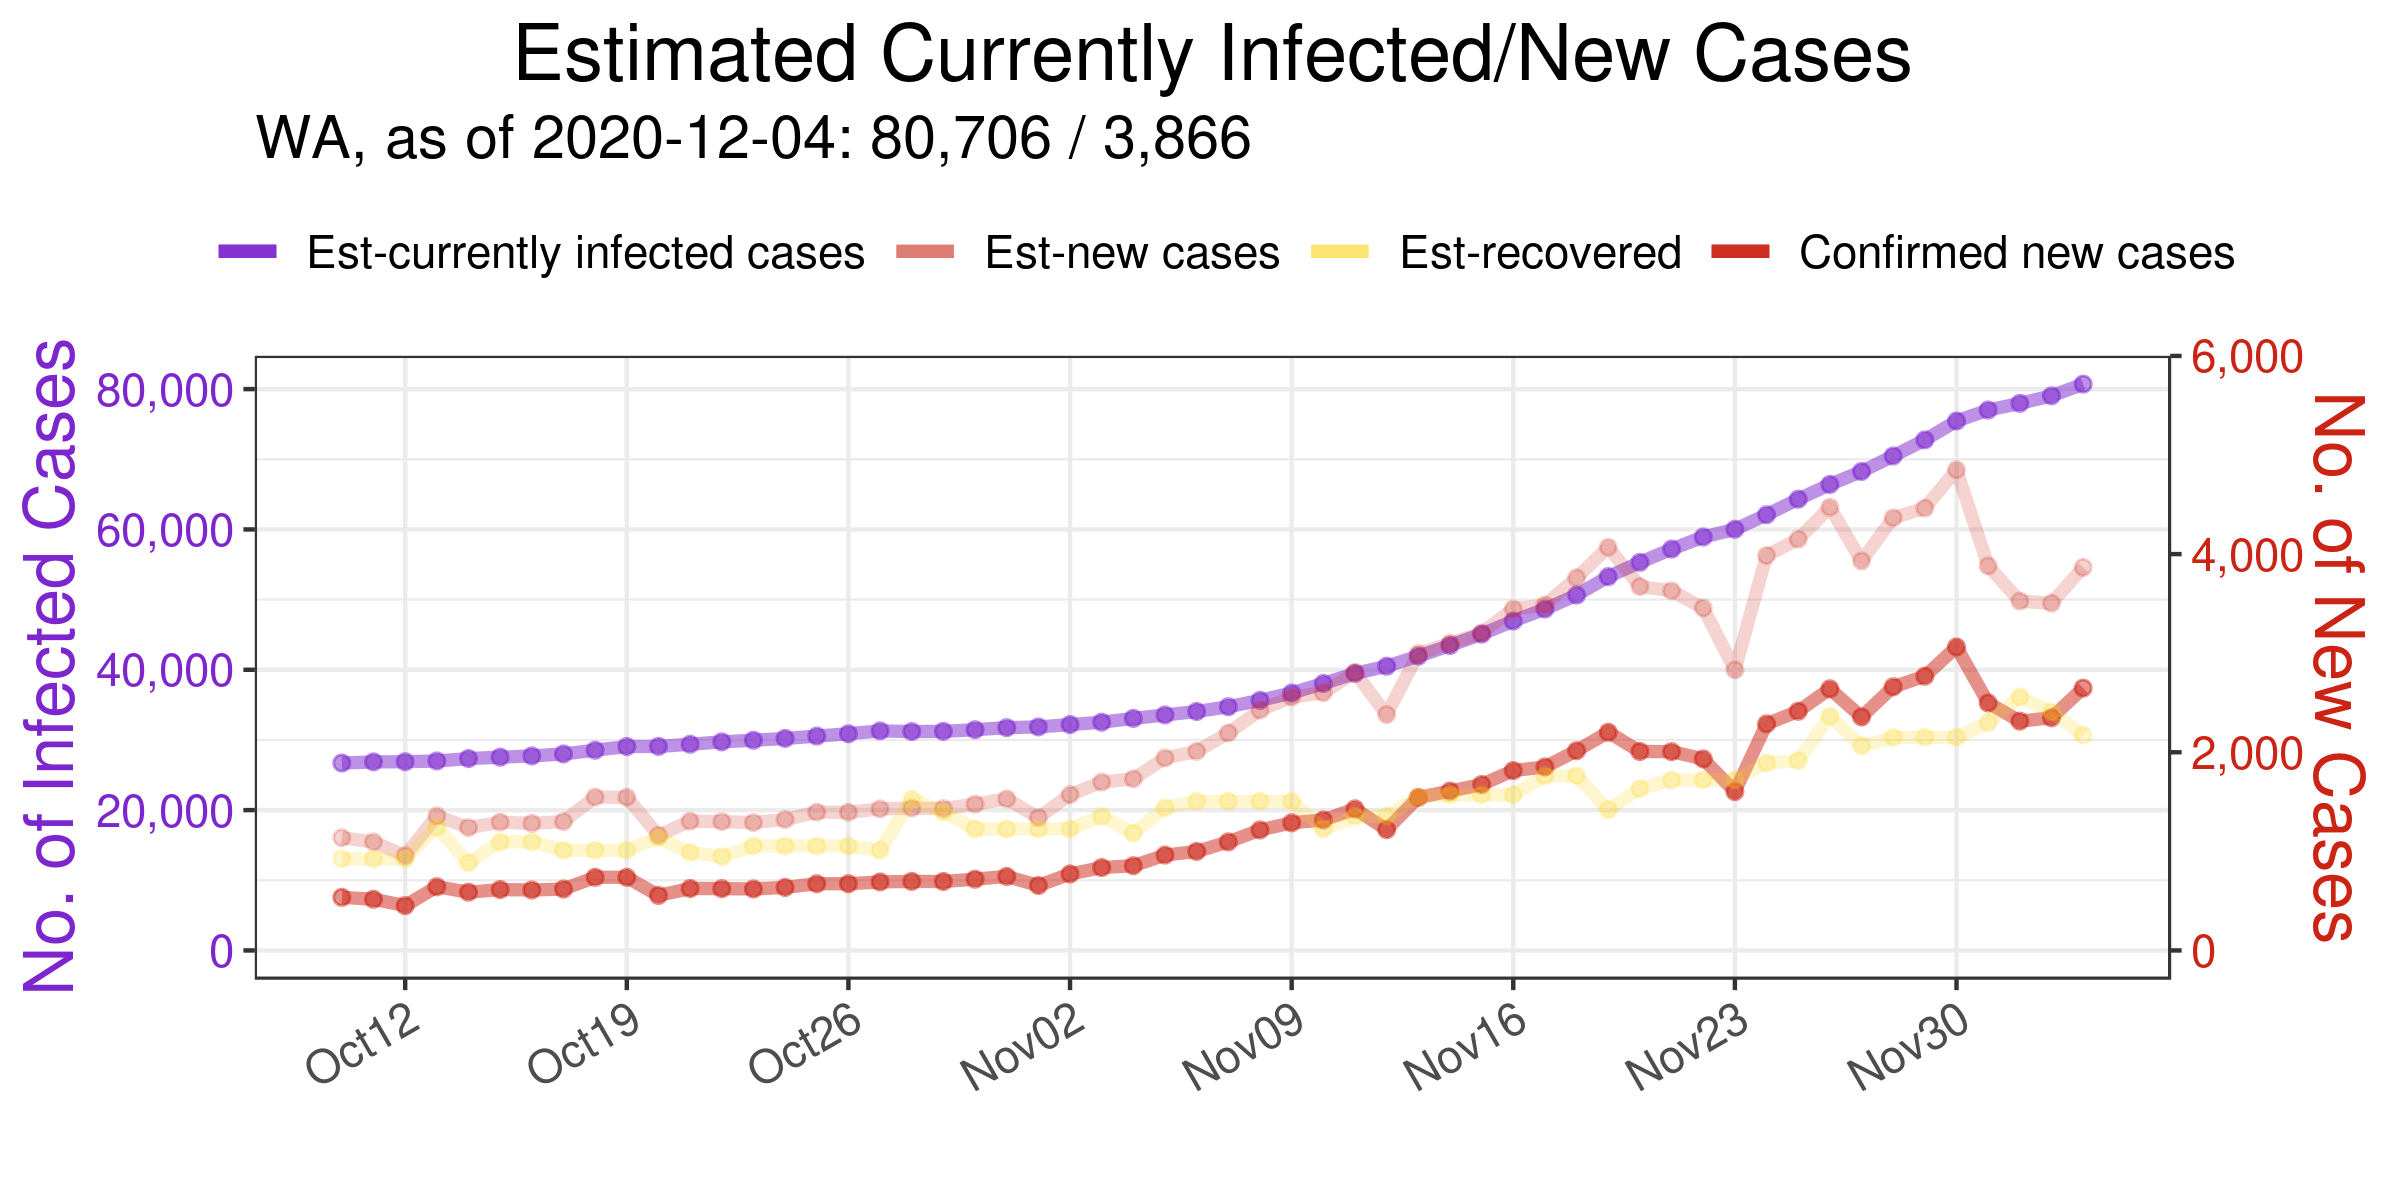 Estimated Currently Infected/New Cases
WA, as of 2020-12-04: 80,706 / 3,866
Est-currently infected cases Est-new cases Est-recovered Confirmed new cases
No. of Infected Cases
80,000
60,000
40,000
20,000
0
6,000
4,000
2,000
0
No. of New Cases
Oct12 Oct19 Oct26 Nov02 Nov09 Nov16 Nov23 Nov30